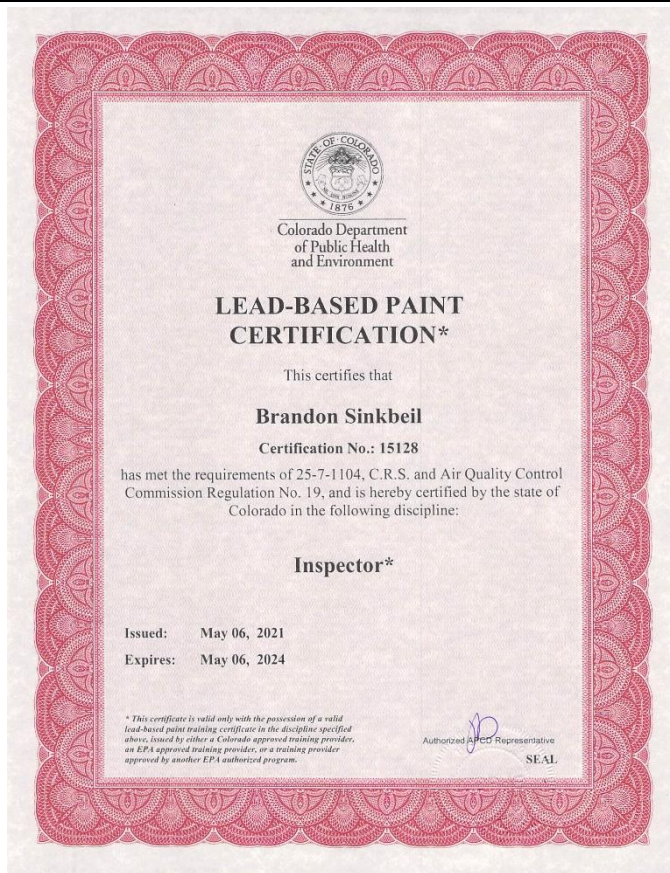 STATE·OF·COLORADO
1876
Colorado Department
of Public Health
and Environment
LEAD-BASED PAINT
CERTIFICATION*
This certifies that
Brandon Sinkbeil
Certification No.: 15128
has met the requirements of 25-7-1104, C.R.S. and Air Quality Control
Commission Regulation No. 19, and is hereby certified by the state of
Colorado in the following discipline:
Inspector*
Issued: May 06, 2021
Expires: May 06, 2024
* This certificate is valid only with the possession of a valid
lead-based paint training certificate in the discipline specified
above, issued by either a Colorado approved training provider,
an EPA approved training provider, or a training provider
approved by another EPA authorized program.
Authorized APCD Representative
SEAL